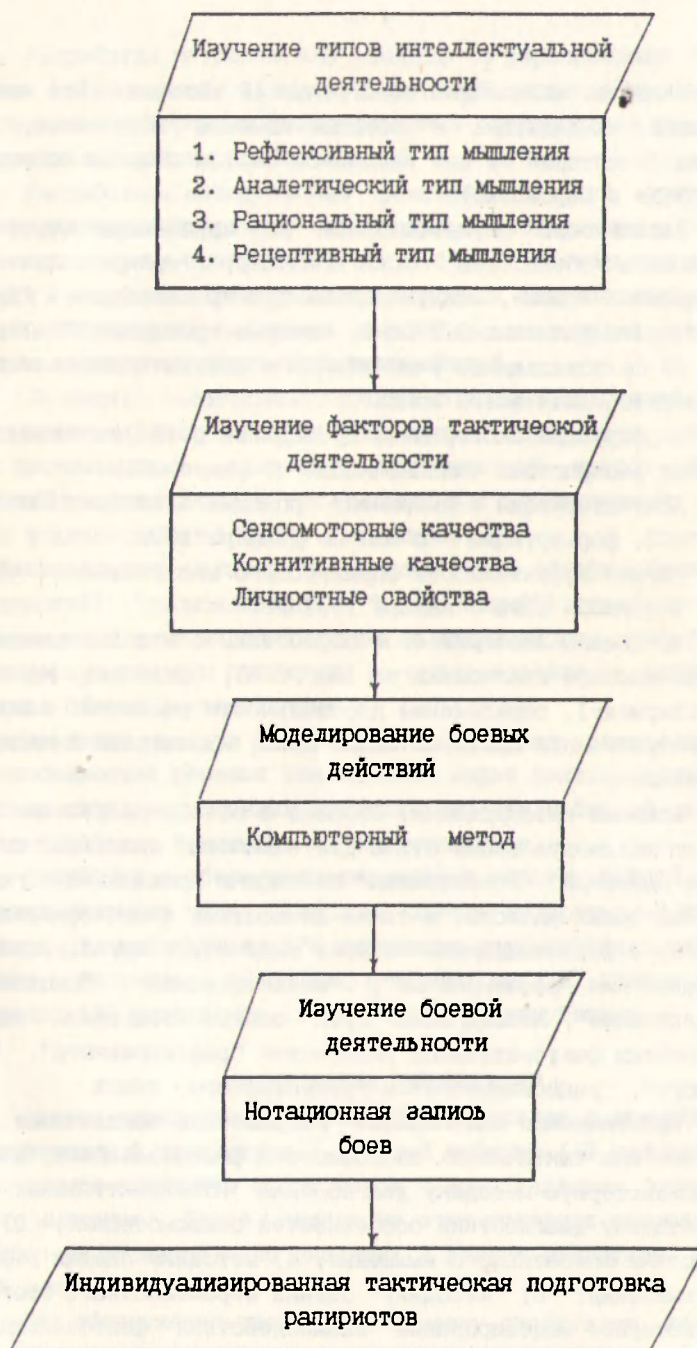 Изучение типов интеллектуальной
деятельности
1. Рефлексивный тип мышления
2. Аналетический тип мышления
3. Рациональный тип мышления
4. Рецептивный тип мышления
Изучение факторов тактической
деятельности
Сенсомоторные качества
Когнитивнные качества
Личностные свойства
Моделирование боевых
действий
Компьютерный метод
Изучение боевой
деятельности
Нотационная запись
боев
Индивидуализированная тактическая подготовка
рапиристов